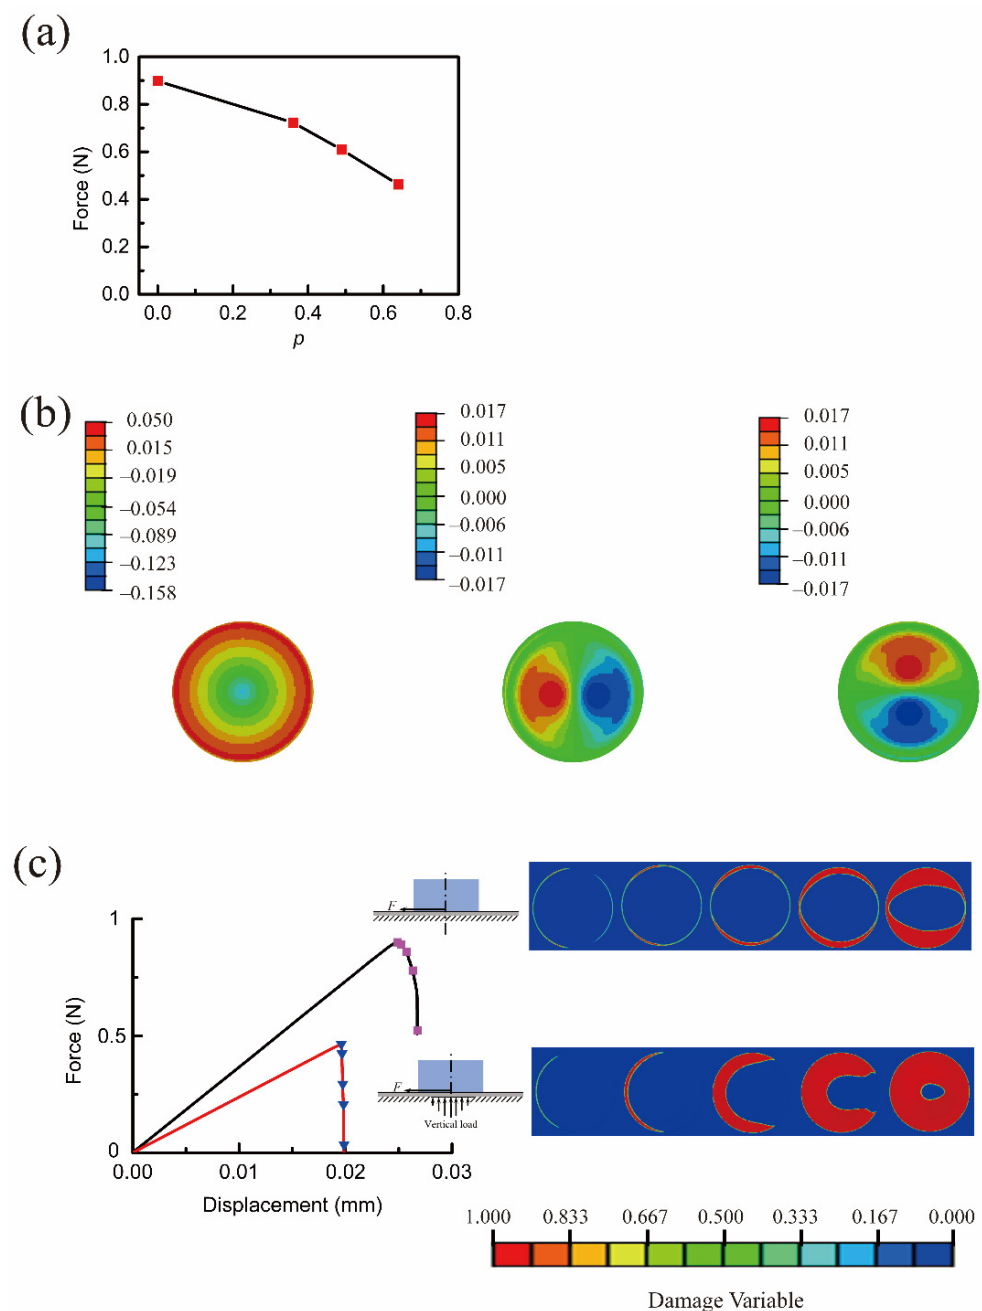 (a)
1.0
0.8
0.6
0.4
0.2
0.0
Force (N)
0.0 0.2 0.4 0.6 0.8
p
(b)
0.050
0.015
–0.019
–0.054
–0.089
–0.123
–0.158
0.017
0.011
0.005
0.000
–0.006
–0.011
–0.017
0.017
0.011
0.005
0.000
–0.006
–0.011
–0.017
(c)
1
0.5
0
Force (N)
0.00 0.01 0.02 0.03
Displacement (mm)
F
F
Vertical load
1.000 0.833 0.667 0.500 0.333 0.167 0.000
Damage Variable